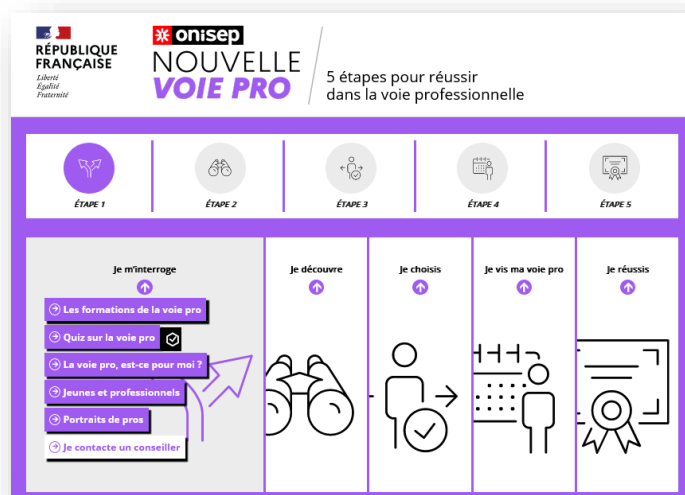 RÉPUBLIQUE
FRANÇAISE
Liberté
Égalité
Fraternité
onisep
NOUVELLE
VOIE PRO
5 étapes pour réussir
dans la voie professionnelle
ÉTAPE 1
ÉTAPE 2
ÉTAPE 3
ÉTAPE 4
ÉTAPE 5
Je m'interroge
Les formations de la voie pro
Quiz sur la voie pro
La voie pro, est-ce pour moi ?
Jeunes et professionnels
Portraits de pros
Je contacte un conseiller
Je découvre
Je choisis
Je vis ma voie pro
Je réussis